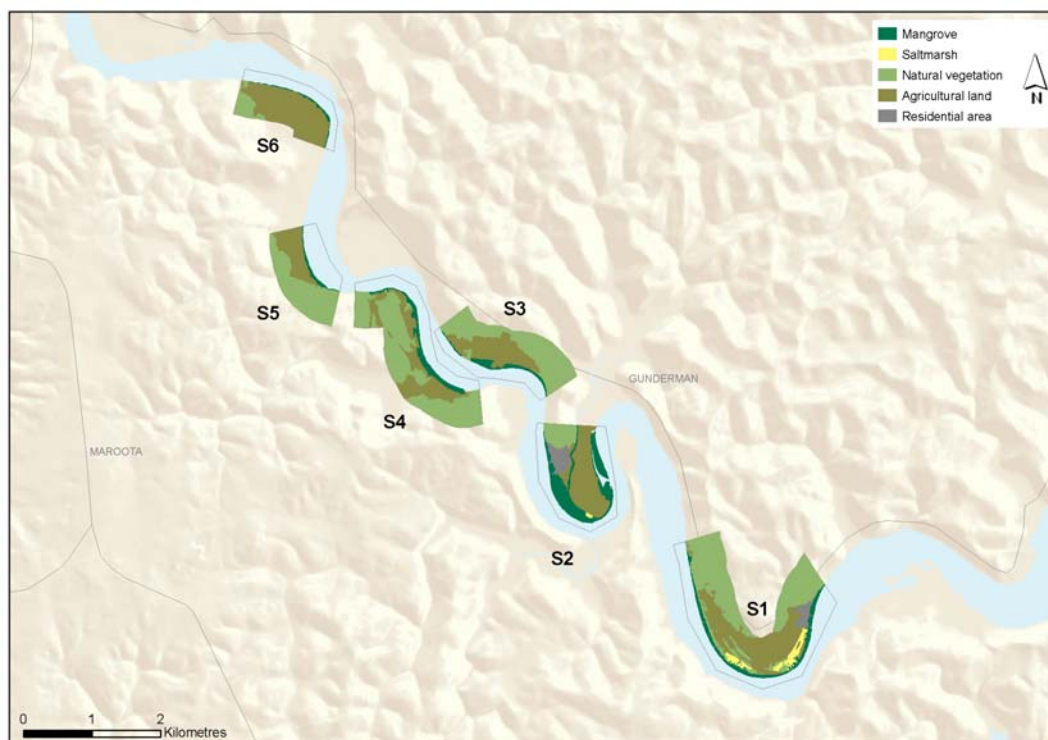 Mangrove
Saltmarsh
Natural vegetation
Agricultural land
Residential area
N
S6
S5
S3
GUNDERMAN
S4
MAROOTA
S2
S1
0 1 2
Kilometres